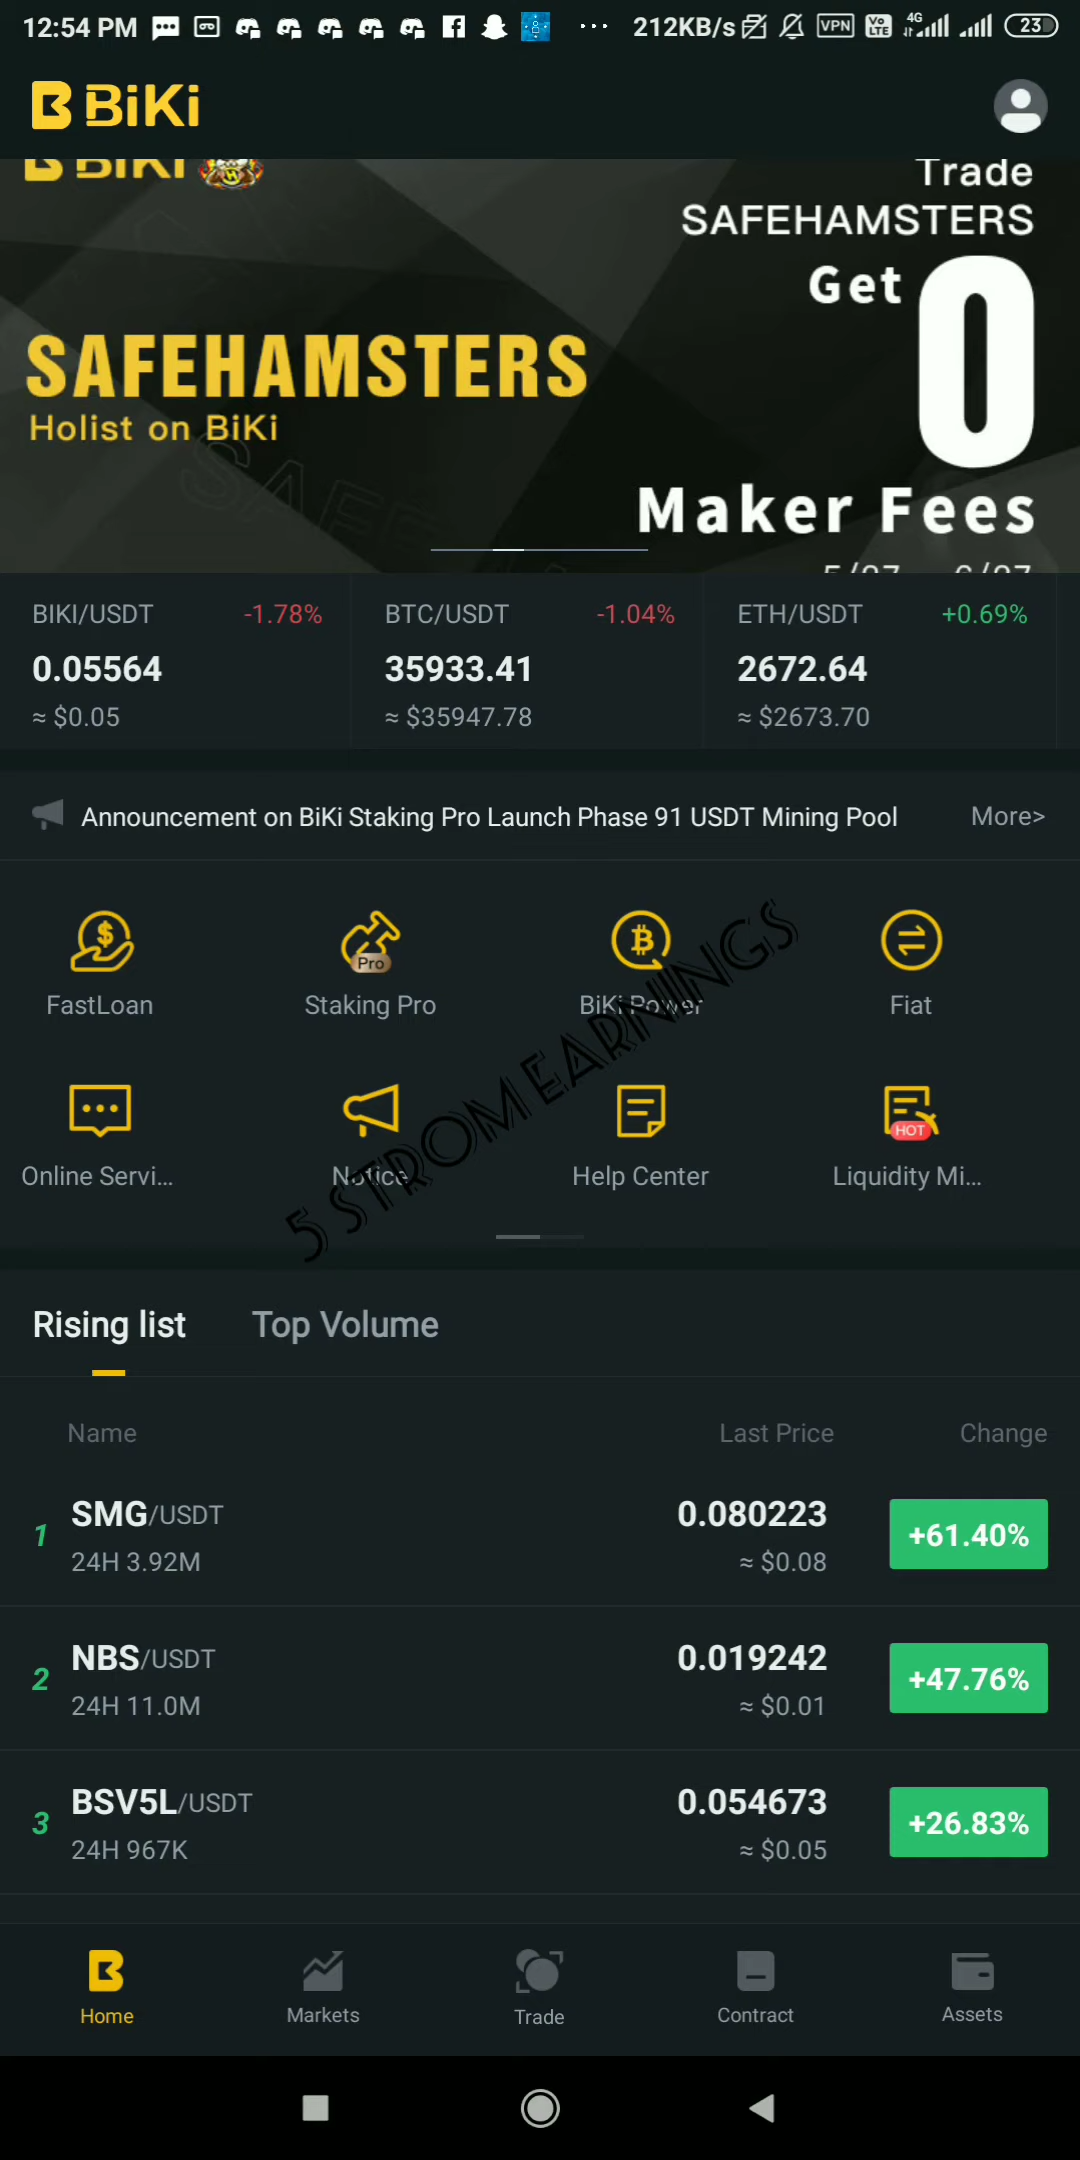 12:54 PM 212KB/s VPN Vo LTE 4G 23
BiKi
BIKI
Trade
SAFEHAMSTERS
Get 0
Maker Fees
SAFEHAMSTERS
Holist on BiKi
BIKI/USDT -1.78% BTC/USDT -1.04% ETH/USDT +0.69%
0.05564 35933.41 2672.64
≈ $0.05 ≈ $35947.78 ≈ $2673.70
Announcement on BiKi Staking Pro Launch Phase 91 USDT Mining Pool More>
Pro
FastLoan Staking Pro BiKi Power Fiat
HOT
Online Servi... Notice Help Center Liquidity Mi...
5 STROM EARNINGS
Rising list Top Volume
Name Last Price Change
1 SMG/USDT 0.080223 +61.40%
24H 3.92M ≈ $0.08
2 NBS/USDT 0.019242 +47.76%
24H 11.0M ≈ $0.01
3 BSV5L/USDT 0.054673 +26.83%
24H 967K ≈ $0.05
Home Markets Trade Contract Assets